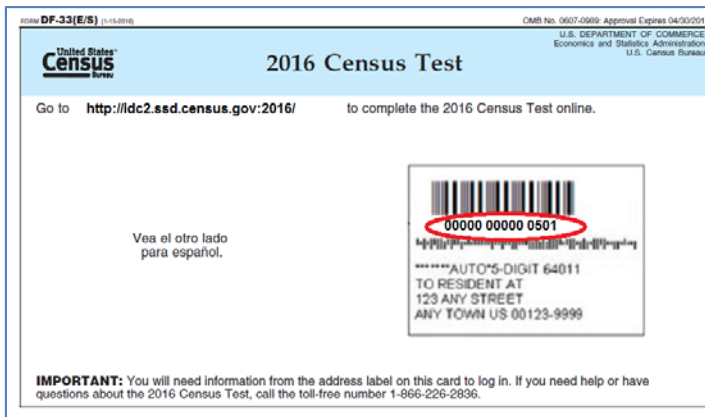 FORM DF-33(E/S) (1-15-2016)
OMB No. 0607-0989: Approval Expires 04/30/201
U.S. DEPARTMENT OF COMMERCE
Economics and Statistics Administration
U.S. Census Bureau
United States™
Census
Bureau
2016 Census Test
Go to http://idc2.ssd.census.gov:2016/ to complete the 2016 Census Test online.
00000 00000 0501
Vea el otro lado
para español.
*******AUTO*5-DIGIT 64011
TO RESIDENT AT
123 ANY STREET
ANY TOWN US 00123-9999
IMPORTANT: You will need information from the address label on this card to log in. If you need help or have
questions about the 2016 Census Test, call the toll-free number 1-866-226-2836.